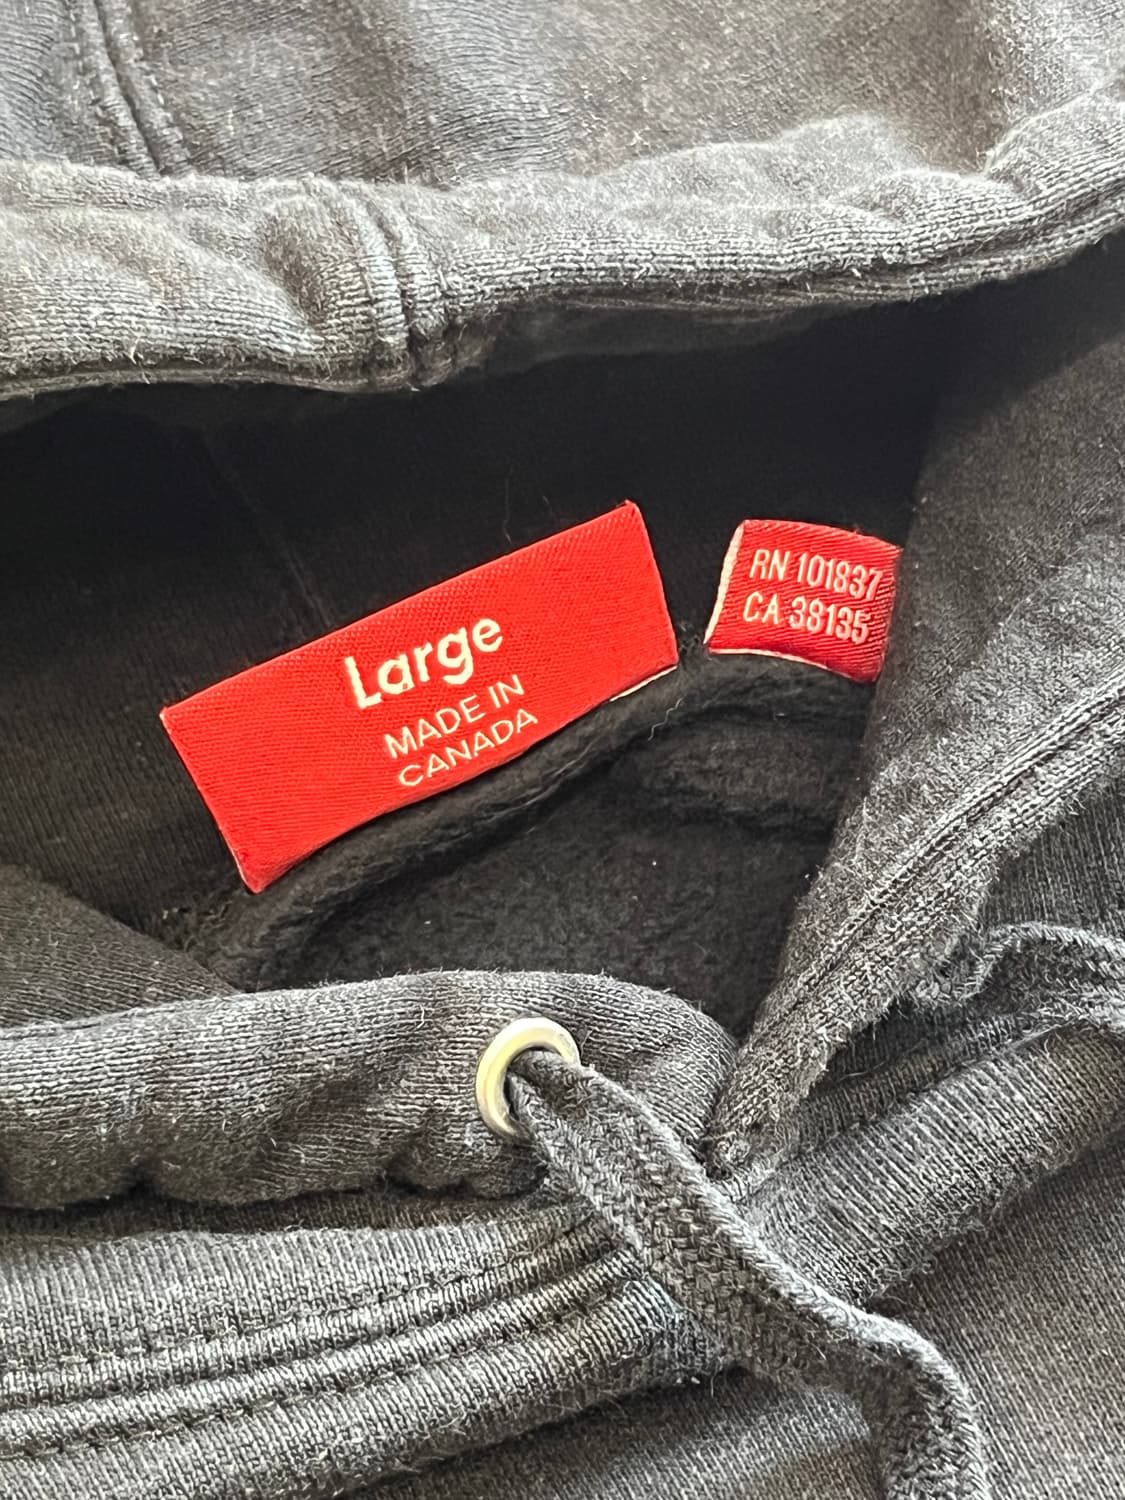 Large
MADE IN
CANADA
RN 101837
CA 38135